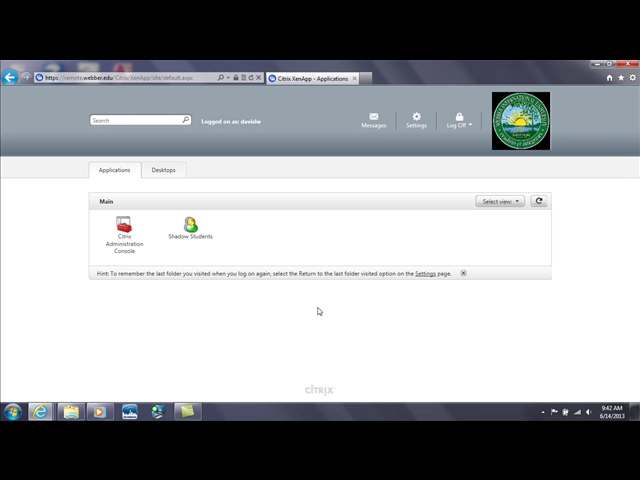 https://remote.webber.edu/Citrix/XenApp/site/default.aspx
Citrix XenApp - Applications
Search
Logged on as: davidw
Messages
Settings
Log Off
Applications
Desktops
Main
Select view:
Citrix
Administration
Console
Shadow Students
Hint: To remember the last folder you visited when you log on again, select the Return to the last folder visited option on the Settings page.
CITRIX
9:42 AM
6/14/2013